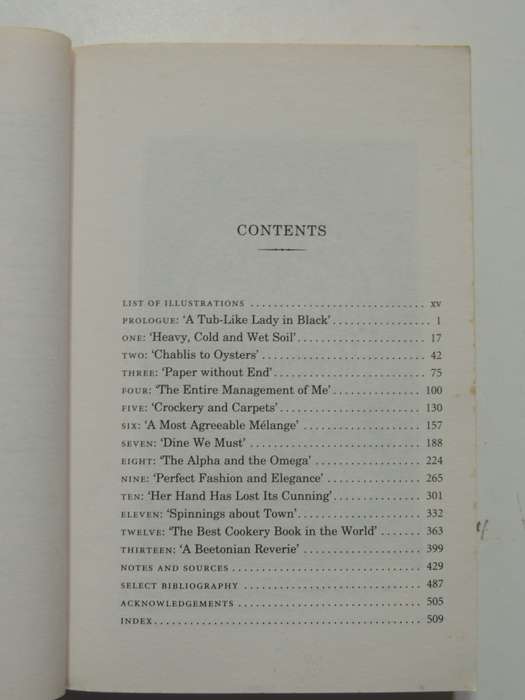 CONTENTS
LIST OF ILLUSTRATIONS xv
PROLOGUE: ‘A Tub-Like Lady in Black’ 1
ONE: ‘Heavy, Cold and Wet Soil’ 17
TWO: ‘Chablis to Oysters’ 42
THREE: ‘Paper without End’ 75
FOUR: ‘The Entire Management of Me’ 100
FIVE: ‘Crockery and Carpets’ 130
SIX: ‘A Most Agreeable Mélange’ 157
SEVEN: ‘Dine We Must’ 188
EIGHT: ‘The Alpha and the Omega’ 224
NINE: ‘Perfect Fashion and Elegance’ 265
TEN: ‘Her Hand Has Lost Its Cunning’ 301
ELEVEN: ‘Spinnings about Town’ 332
TWELVE: ‘The Best Cookery Book in the World’ 363
THIRTEEN: ‘A Beetonian Reverie’ 399
NOTES AND SOURCES 429
SELECT BIBLIOGRAPHY 487
ACKNOWLEDGEMENTS 505
INDEX 509